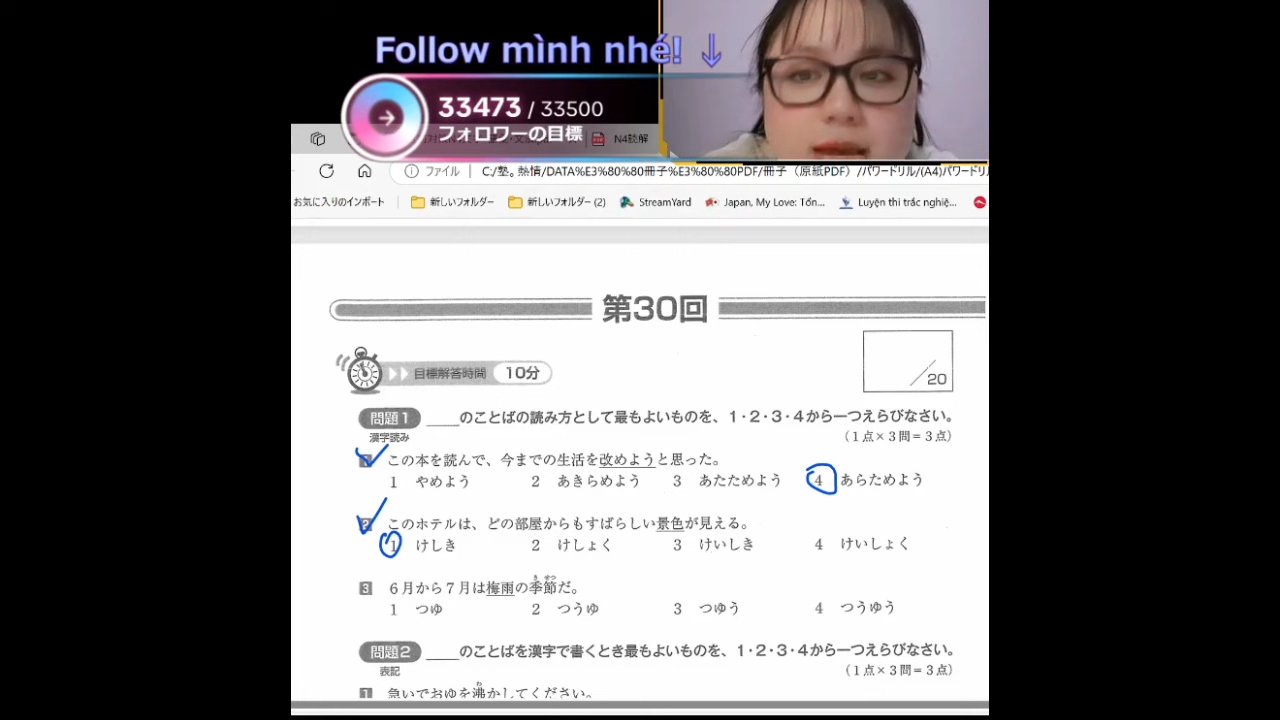 Follow mình nhé! ↓
33473 / 33500
フォロワーの目標
N4読解
ファイル | C:/塾。熱情/DATA%E3%80%80冊子%E3%80%80PDF/冊子（原紙PDF）/パワードリル/(A4)パワードリル
お気に入りのインポート 新しいフォルダー 新しいフォルダー (2) StreamYard Japan, My Love: Tổn... Luyện thi trắc nghiệ...
第30回
目標解答時間 10分
/20
問題1 ____のことばの読み方として最もよいものを、1・2・3・4から一つえらびなさい。
漢字読み (1点×3問=3点)
この本を読んで、今までの生活を改めようと思った。
1 やめよう 2 あきらめよう 3 あたためよう 4 あらためよう
このホテルは、どの部屋からもすばらしい景色が見える。
1 けしき 2 けしょく 3 けいしき 4 けいしょく
3 6月から7月は梅雨の季節だ。
1 つゆ 2 つうゆ 3 つゆう 4 つうゆう
問題2 ____のことばを漢字で書くとき最もよいものを、1・2・3・4から一つえらびなさい。
表記 (1点×3問=3点)
1 急いでおゆを沸かしてください。